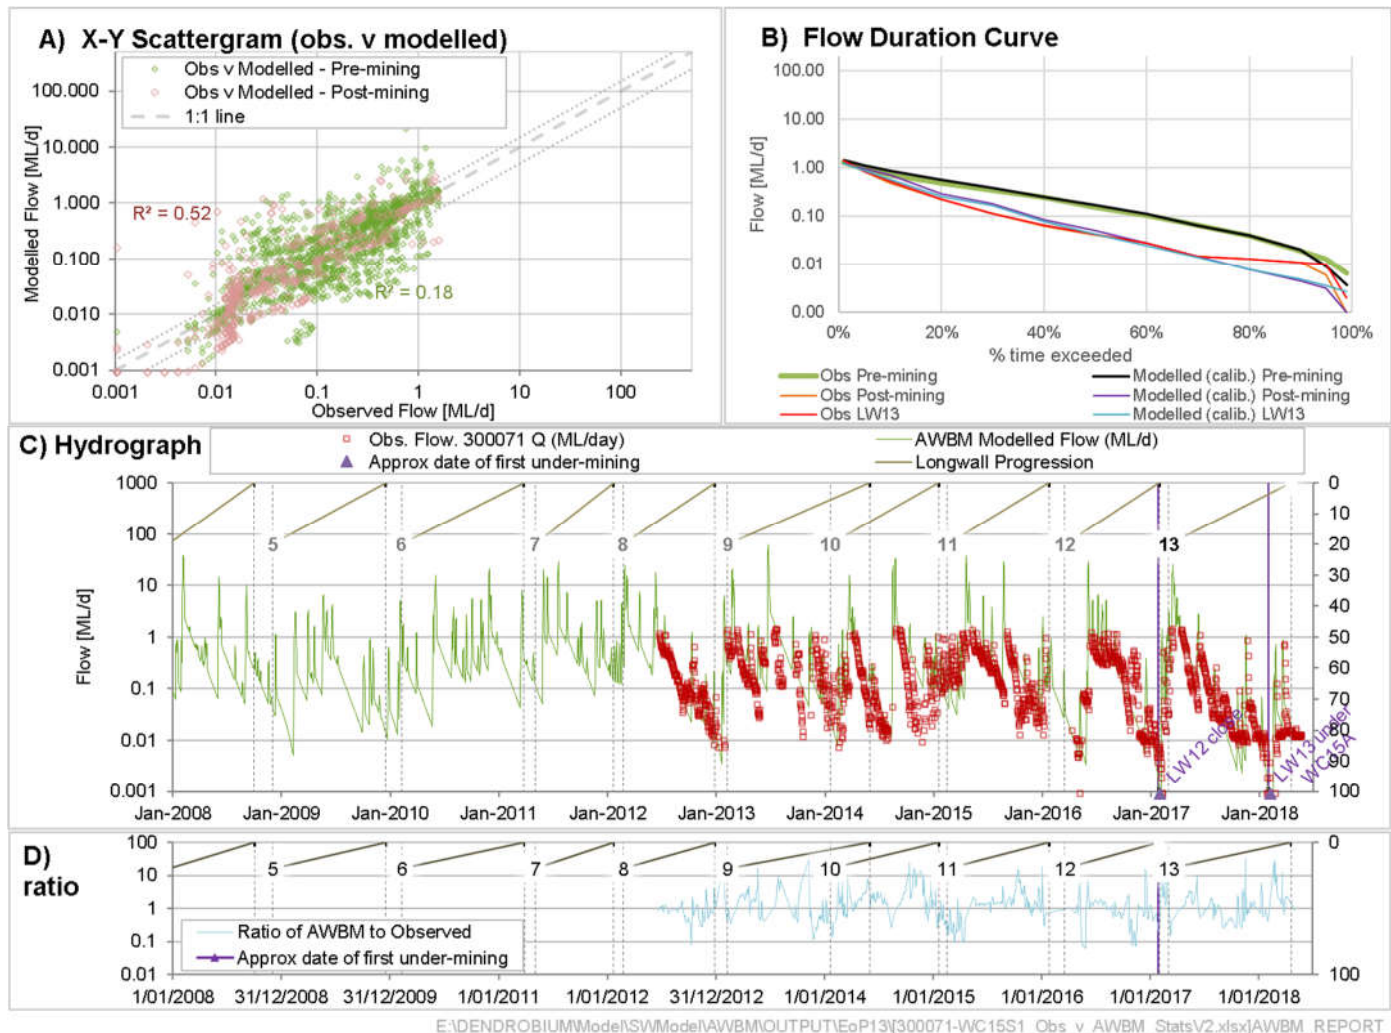 A) X-Y Scattergram (obs. v modelled)
Obs v Modelled - Pre-mining
Obs v Modelled - Post-mining
1:1 line
Modelled Flow [ML/d]
100.000
10.000
1.000
0.100
0.010
0.001
R² = 0.52
R² = 0.18
0.001 0.01 0.1 1 10 100
Observed Flow [ML/d]
B) Flow Duration Curve
Flow [ML/d]
100.00
10.00
1.00
0.10
0.01
0.00
0% 20% 40% 60% 80% 100%
% time exceeded
Obs Pre-mining Modelled (calib.) Pre-mining
Obs Post-mining Modelled (calib.) Post-mining
Obs LW13 Modelled (calib.) LW13
C) Hydrograph
Obs. Flow. 300071 Q (ML/day) AWBM Modelled Flow (ML/d)
Approx date of first under-mining Longwall Progression
Flow [ML/d]
1000 0
10
100 20
30
10 40
1 50
60
0.1 70
0.01 80
90
0.001 100
5 6 7 8 9 10 11 12 13
LW12 close
LW13 under
WC15A
Jan-2008 Jan-2009 Jan-2010 Jan-2011 Jan-2012 Jan-2013 Jan-2014 Jan-2015 Jan-2016 Jan-2017 Jan-2018
D)
ratio
100 0
10
1
0.1
0.01 100
5 6 7 8 9 10 11 12 13
Ratio of AWBM to Observed
Approx date of first under-mining
1/01/2008 31/12/2008 31/12/2009 1/01/2011 1/01/2012 31/12/2012 1/01/2014 1/01/2015 1/01/2016 1/01/2017 1/01/2018
E:\DENDROBIUM\Model\SWModel\AWBM\OUTPUT\EoP13\[300071-WC15S1_Obs_v_AWBM_StatsV2.xlsx]AWBM_REPORT